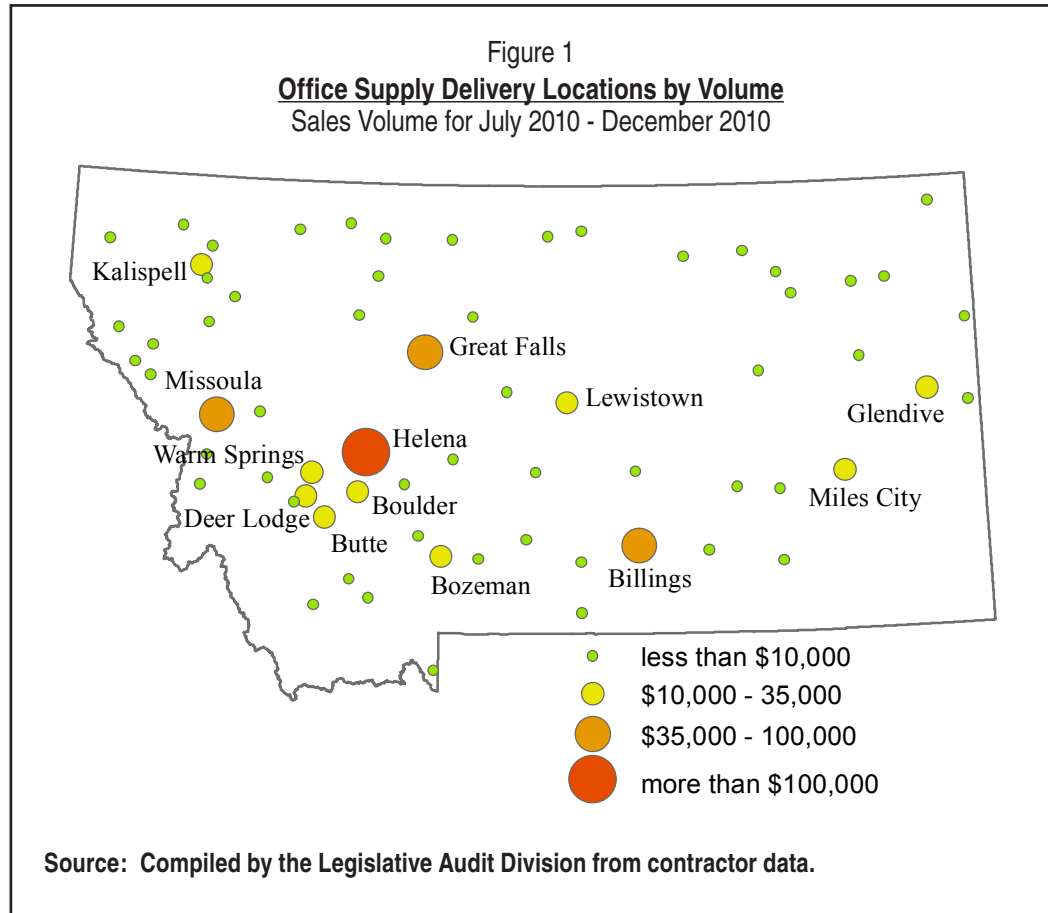 Figure 1
Office Supply Delivery Locations by Volume
Sales Volume for July 2010 - December 2010
Kalispell
Great Falls
Missoula
Lewistown
Glendive
Helena
Warm Springs
Miles City
Boulder
Deer Lodge
Butte
Bozeman
Billings
less than $10,000
$10,000 - 35,000
$35,000 - 100,000
more than $100,000
Source:  Compiled by the Legislative Audit Division from contractor data.